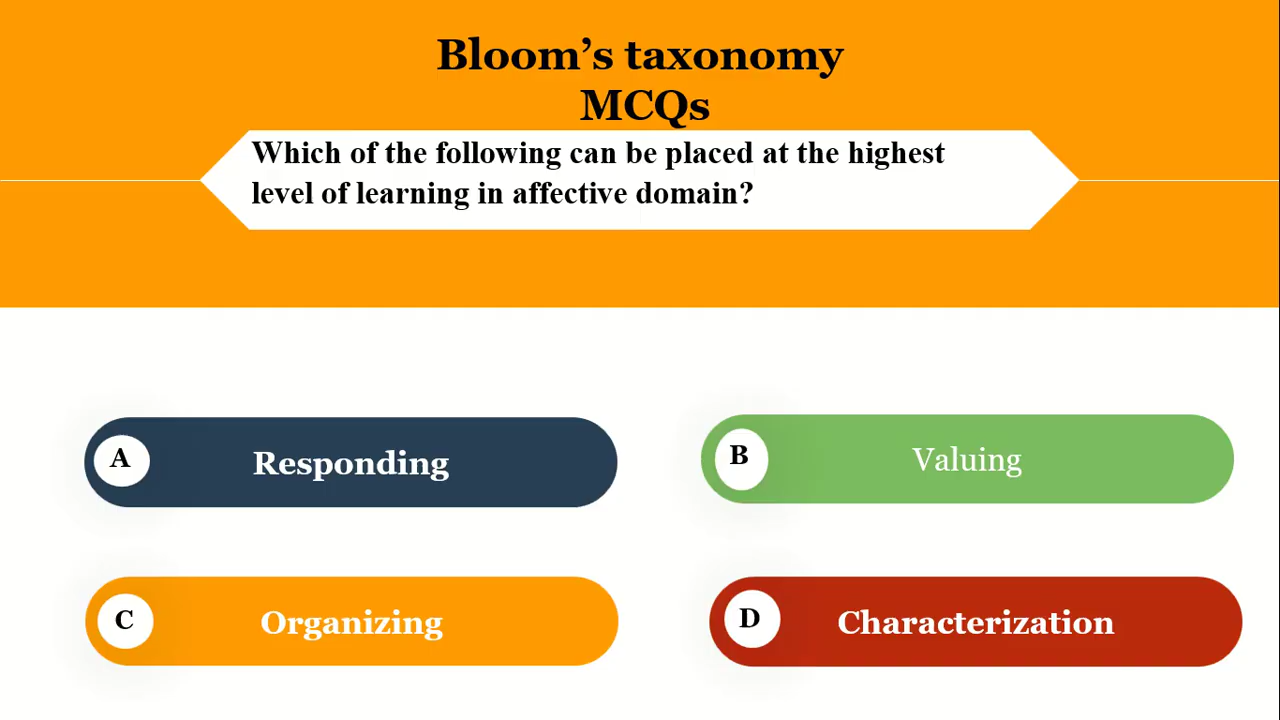 Bloom’s taxonomy
MCQs
Which of the following can be placed at the highest
level of learning in affective domain?
A Responding
B Valuing
C Organizing
D Characterization